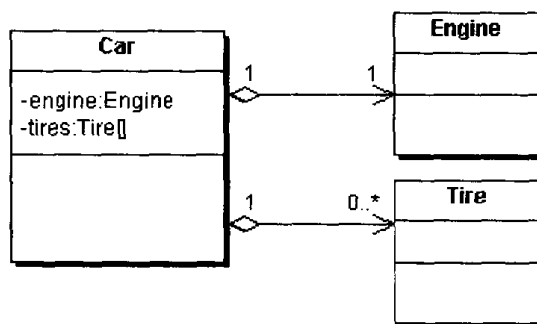 Car
-engine:Engine
-tires:Tire[]
1
1
Engine
1
0..*
Tire